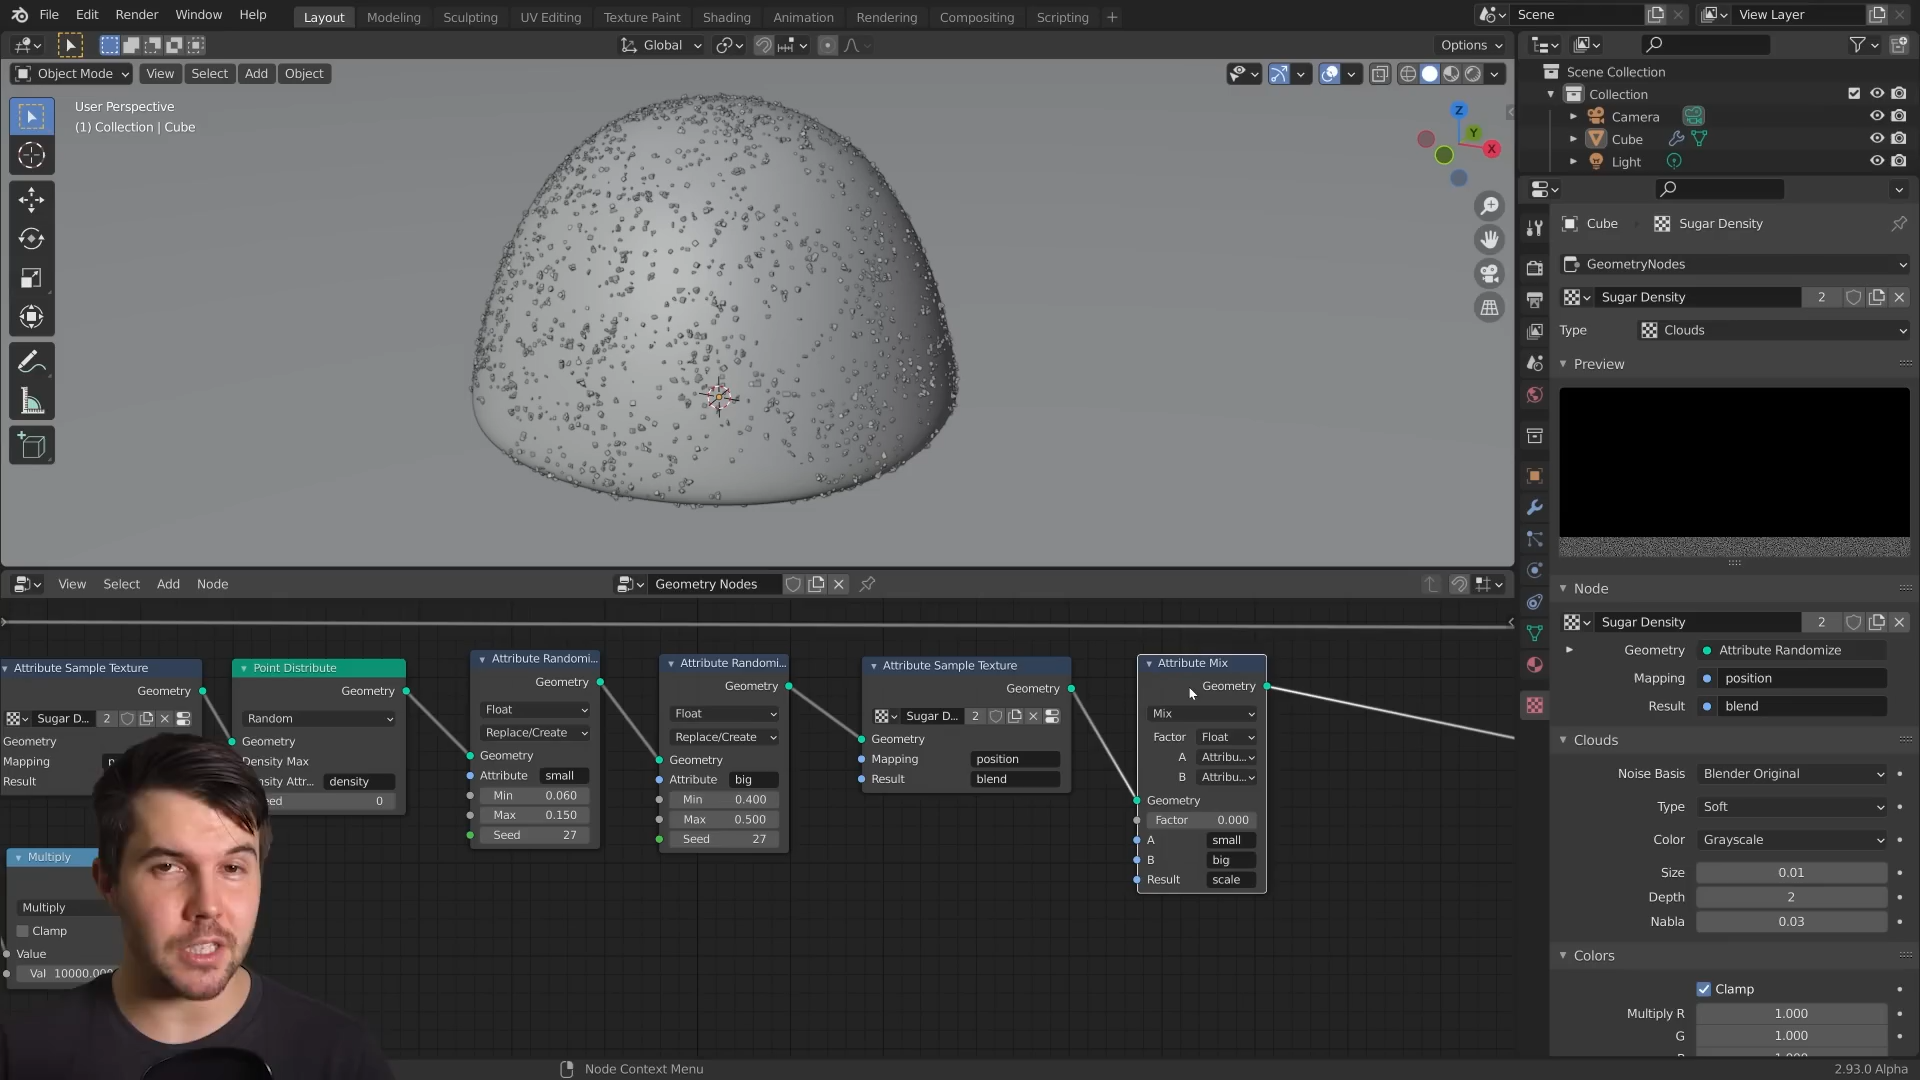 File Edit Render Window Help
Layout Modeling Sculpting UV Editing Texture Paint Shading Animation Rendering Compositing Scripting +
Scene
View Layer
Global
Options
Object Mode View Select Add Object
User Perspective
(1) Collection | Cube
Z
Y
X
Scene Collection
Collection
Camera
Cube
Light
Cube Sugar Density
GeometryNodes
Sugar Density 2
Type Clouds
Preview
Node
Sugar Density 2
Geometry Attribute Randomize
Mapping position
Result blend
Clouds
Noise Basis Blender Original
Type Soft
Color Grayscale
Size 0.01
Depth 2
Nabla 0.03
Colors
Clamp
Multiply R 1.000
G 1.000
View Select Add Node
Geometry Nodes
Attribute Sample Texture
Geometry
Sugar D... 2
Geometry
Mapping
Result
Point Distribute
Geometry
Random
Geometry
Density Max
density
0
Multiply
Multiply
Clamp
Value
Val 10000.000
Attribute Randomi...
Geometry
Float
Replace/Create
Geometry
Attribute small
Min 0.060
Max 0.150
Seed 27
Attribute Randomi...
Geometry
Float
Replace/Create
Geometry
Attribute big
Min 0.400
Max 0.500
Seed 27
Attribute Sample Texture
Geometry
Sugar D... 2
Geometry
Mapping position
Result blend
Attribute Mix
Geometry
Mix
Factor Float
A Attribu...
B Attribu...
Geometry
Factor 0.000
A small
B big
Result scale
Node Context Menu
2.93.0 Alpha